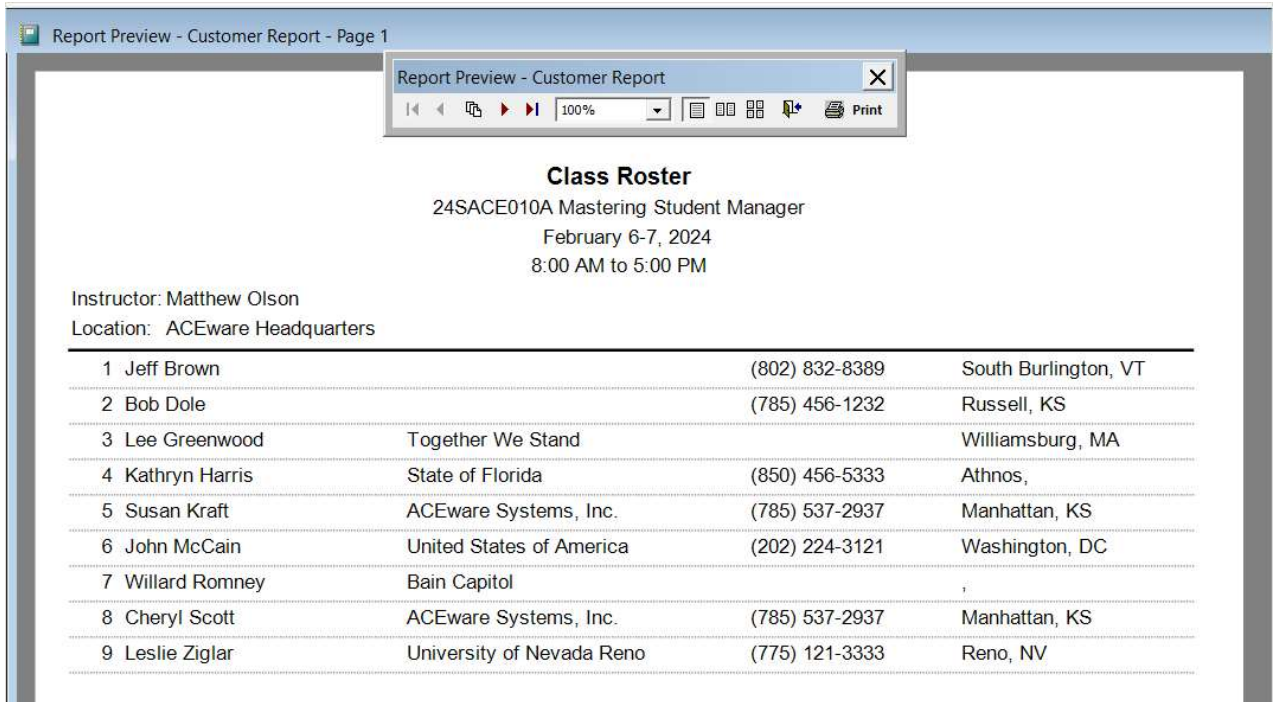 Report Preview - Customer Report - Page 1
Report Preview - Customer Report
100%
Print
Class Roster
24SACE010A Mastering Student Manager
February 6-7, 2024
8:00 AM to 5:00 PM
Instructor: Matthew Olson
Location: ACEware Headquarters
1 Jeff Brown (802) 832-8389 South Burlington, VT
2 Bob Dole (785) 456-1232 Russell, KS
3 Lee Greenwood Together We Stand Williamsburg, MA
4 Kathryn Harris State of Florida (850) 456-5333 Athnos,
5 Susan Kraft ACEware Systems, Inc. (785) 537-2937 Manhattan, KS
6 John McCain United States of America (202) 224-3121 Washington, DC
7 Willard Romney Bain Capitol ,
8 Cheryl Scott ACEware Systems, Inc. (785) 537-2937 Manhattan, KS
9 Leslie Ziglar University of Nevada Reno (775) 121-3333 Reno, NV